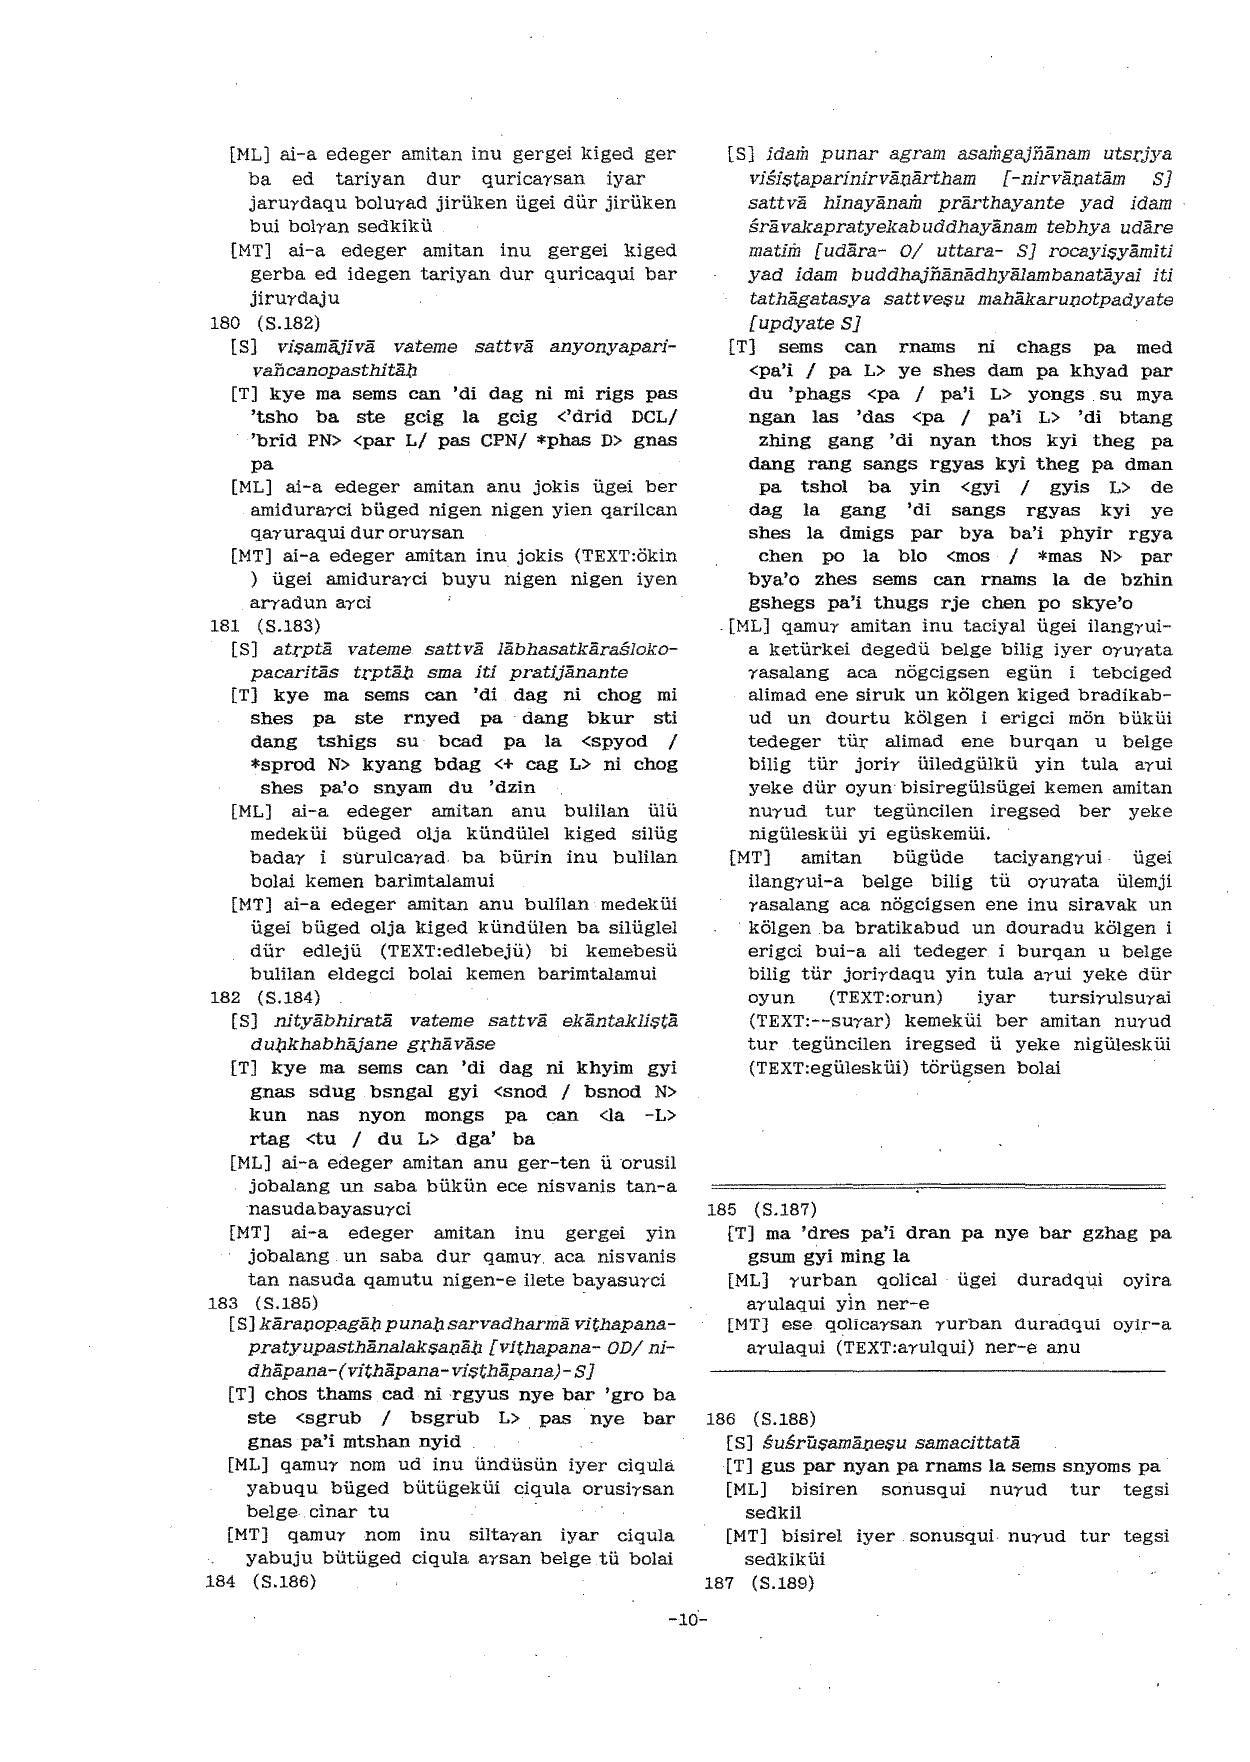 [ML] ai-a edeger amitan inu gergei kiged ger
ba ed tariyan dur quricaγsan iyar
jaruγdaqu boluγad jirüken ügei dür jirüken
bui bolγan sedkikü
[MT] ai-a edeger amitan inu gergei kiged
gerba ed idegen tariyan dur quricaqui bar
jiruγdaju
180 (S.182)
[S] viṣamājīvā vateme sattvā anyonyapari-
vañcanopasthitāḥ
[T] kye ma sems can 'di dag ni mi rigs pas
'tsho ba ste gcig la gcig <'drid DCL/
'brid PN> <par L/ pas CPN/ *phas D> gnas
pa
[ML] ai-a edeger amitan anu jokis ügei ber
amiduraγci büged nigen nigen yien qarilcan
qaγuraqui dur oruγsan
[MT] ai-a edeger amitan inu jokis (TEXT:ökin
) ügei amiduraγci buyu nigen nigen iyen
arγadun aγci
181 (S.183)
[S] atṛptā vateme sattvā lābhasatkāraśloko-
pacaritās tṛptāḥ sma iti pratijānante
[T] kye ma sems can 'di dag ni chog mi
shes pa ste rnyed pa dang bkur sti
dang tshigs su bcad pa la <spyod /
*sprod N> kyang bdag <+ cag L> ni chog
shes pa'o snyam du 'dzin
[ML] ai-a edeger amitan anu bulilan ülü
medeküi büged olja kündülel kiged silüg
badaγ i surulcaγad ba bürin inu bulilan
bolai kemen barimtalamui
[MT] ai-a edeger amitan anu bulilan medeküi
ügei büged olja kiged kündülen ba silüglel
dür edlejü (TEXT:edlebejü) bi kemebesü
bulilan eldegci bolai kemen barimtalamui
182 (S.184)
[S] nityābhiratā vateme sattvā ekāntakliṣṭā
duḥkhabhājane gṛhāvāse
[T] kye ma sems can 'di dag ni khyim gyi
gnas sdug bsngal gyi <snod / bsnod N>
kun nas nyon mongs pa can <la -L>
rtag <tu / du L> dga' ba
[ML] ai-a edeger amitan anu ger-ten ü orusil
jobalang un saba bükün ece nisvanis tan-a
nasudabayasuγci
[MT] ai-a edeger amitan inu gergei yin
jobalang un saba dur qamuγ aca nisvanis
tan nasuda qamutu nigen-e ilete bayasuγci
183 (S.185)
[S] kāraṇopagāḥ punaḥ sarvadharmā viṭhapana-
pratyupasthānalakṣaṇāḥ [viṭhapana- OD/ ni-
dhāpana-(viṭhāpana-viṣṭhāpana)-S]
[T] chos thams cad ni rgyus nye bar 'gro ba
ste <sgrub / bsgrub L> pas nye bar
gnas pa'i mtshan nyid
[ML] qamuγ nom ud inu ündüsün iyer ciqula
yabuqu büged bütügeküi ciqula orusiγsan
belge cinar tu
[MT] qamuγ nom inu siltaγan iyar ciqula
yabuju bütüged ciqula aγsan belge tü bolai
184 (S.186)
[S] idaṁ punar agram asaṁgajñānam utsṛjya
viśiṣṭaparinirvāṇārtham [-nirvāṇatām S]
sattvā hīnayānaṁ prārthayante yad idam
śrāvakapratyekabuddhayānam tebhya udāre
matiṁ [udāra- O/ uttara- S] rocayiṣyāmīti
yad idam buddhajñānādhyālambanatāyai iti
tathāgatasya sattveṣu mahākaruṇotpadyate
[updyate S]
[T] sems can rnams ni chags pa med
<pa'i / pa L> ye shes dam pa khyad par
du 'phags <pa / pa'i L> yongs su mya
ngan las 'das <pa / pa'i L> 'di btang
zhing gang 'di nyan thos kyi theg pa
dang rang sangs rgyas kyi theg pa dman
pa tshol ba yin <gyi / gyis L> de
dag la gang 'di sangs rgyas kyi ye
shes la dmigs par bya ba'i phyir rgya
chen po la blo <mos / *mas N> par
bya'o zhes sems can rnams la de bzhin
gshegs pa'i thugs rje chen po skye'o
[ML] qamuγ amitan inu taciyal ügei ilangγui-
a ketürkei degedü belge bilig iyer oγuγata
γasalang aca nögcigsen egün i tebciged
alimad ene siruk un kölgen kiged bradikab-
ud un dourtu kölgen i erigci mön büküi
tedeger tür alimad ene burqan u belge
bilig tür joriγ üiledgülkü yin tula aγui
yeke dür oyun bisiregülsügei kemen amitan
nuγud tur tegüncilen iregsed ber yeke
nigülesküi yi egüskemüi.
[MT] amitan bügüde taciyangγui ügei
ilangγui-a belge bilig tü oγuγata ülemji
γasalang aca nögcigsen ene inu siravak un
kölgen ba bratikabud un douradu kölgen i
erigci bui-a ali tedeger i burqan u belge
bilig tür joriγdaqu yin tula aγui yeke dür
oyun (TEXT:orun) iyar tursiγulsuγai
(TEXT:--suγar) kemeküi ber amitan nuγud
tur tegüncilen iregsed ü yeke nigülesküi
(TEXT:egülesküi) törügsen bolai
185 (S.187)
[T] ma 'dres pa'i dran pa nye bar gzhag pa
gsum gyi ming la
[ML] γurban qolical ügei duradqui oyira
aγulaqui yin ner-e
[MT] ese qolicaγsan γurban duradqui oyir-a
aγulaqui (TEXT:aγulqui) ner-e anu
186 (S.188)
[S] śuśrūṣamāṇeṣu samacittatā
[T] gus par nyan pa rnams la sems snyoms pa
[ML] bisiren sonusqui nuγud tur tegsi
sedkil
[MT] bisirel iyer sonusqui nuγud tur tegsi
sedkiküi
187 (S.189)
-10-